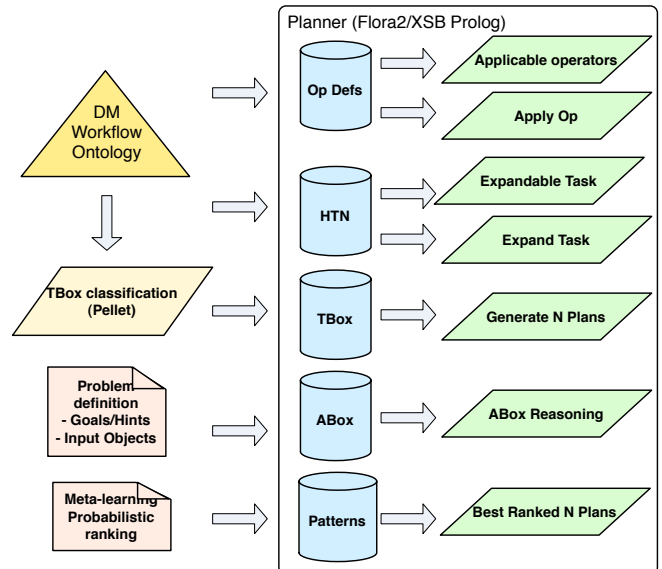 Planner (Flora2/XSB Prolog)
DM
Workflow
Ontology
Op Defs
Applicable operators
Apply Op
HTN
Expandable Task
Expand Task
TBox classification
(Pellet)
TBox
Generate N Plans
Problem
definition
- Goals/Hints
- Input Objects
ABox
ABox Reasoning
Meta-learning
Probabilistic
ranking
Patterns
Best Ranked N Plans